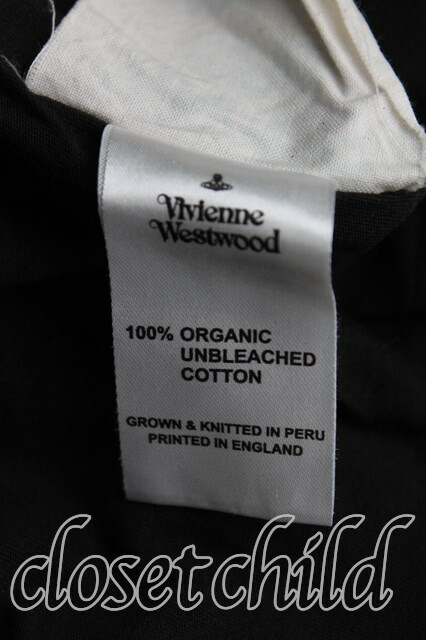 Vivienne
Westwood
100% ORGANIC
UNBLEACHED
COTTON
GROWN & KNITTED IN PERU
PRINTED IN ENGLAND
closet child